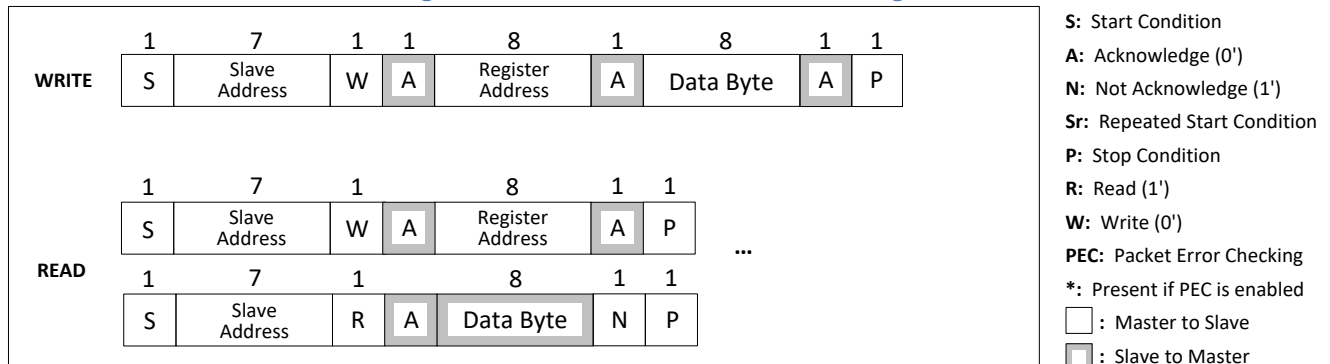 1 7 1 1 8 1 8 1 1
WRITE S Slave Address W A Register Address A Data Byte A P
1 7 1 8 1 1
S Slave Address W A Register Address A P
...
READ
1 7 1 8 1 1
S Slave Address R A Data Byte N P
S: Start Condition
A: Acknowledge (0')
N: Not Acknowledge (1')
Sr: Repeated Start Condition
P: Stop Condition
R: Read (1')
W: Write (0')
PEC: Packet Error Checking
*: Present if PEC is enabled
: Master to Slave
: Slave to Master